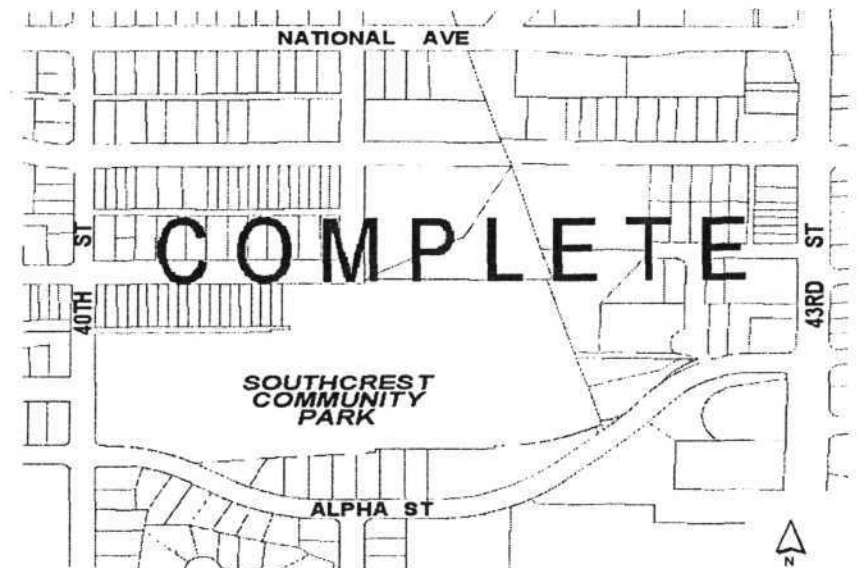 NATIONAL AVE
COMPLETE
40TH ST
43RD ST
SOUTHCREST
COMMUNITY
PARK
ALPHA ST
N